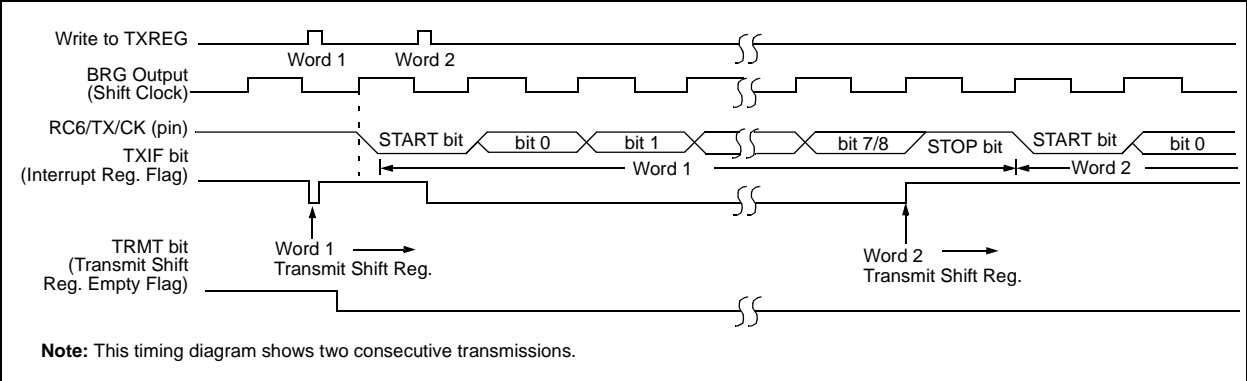 Write to TXREG
Word 1
Word 2
BRG Output
(Shift Clock)
RC6/TX/CK (pin)
START bit
bit 0
bit 1
bit 7/8
STOP bit
START bit
bit 0
Word 1
Word 2
TXIF bit
(Interrupt Reg. Flag)
Word 1
Transmit Shift Reg.
Word 2
Transmit Shift Reg.
TRMT bit
(Transmit Shift
Reg. Empty Flag)
Note: This timing diagram shows two consecutive transmissions.